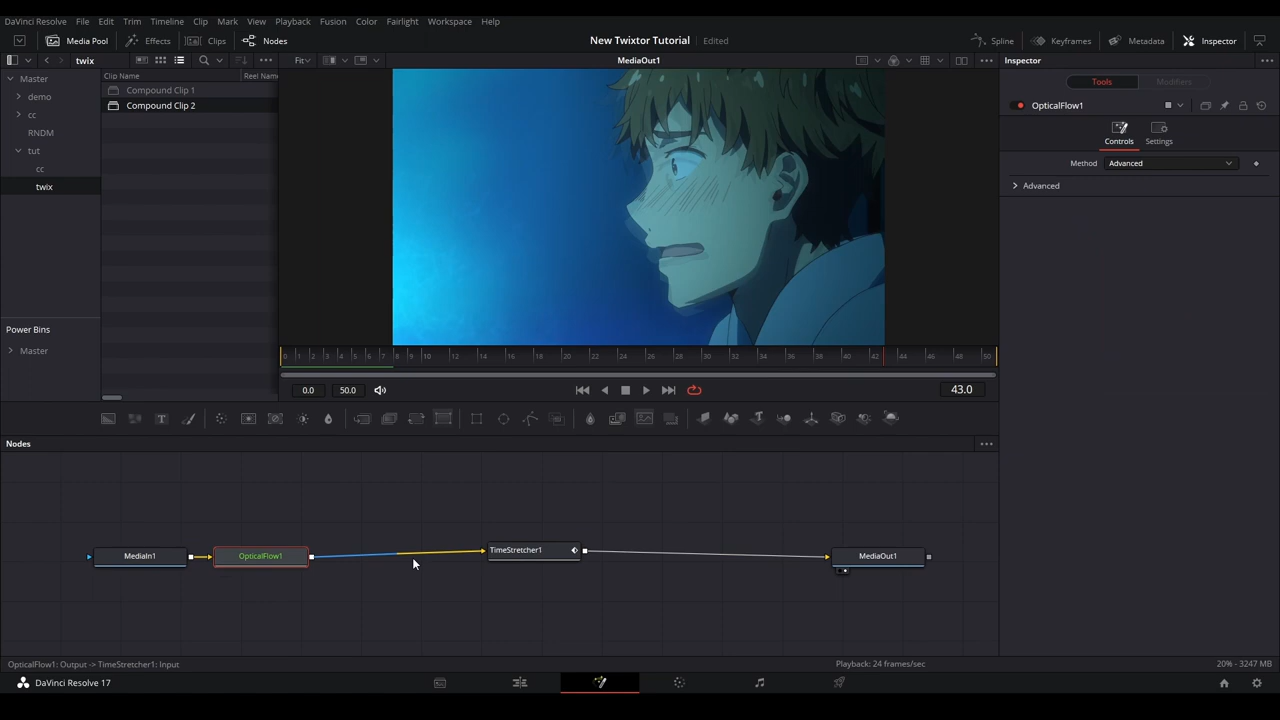 DaVinci Resolve File Edit Trim Timeline Clip Mark View Playback Fusion Color Fairlight Workspace Help
Media Pool Effects Clips Nodes New Twixtor Tutorial Edited Spline Keyframes Metadata Inspector
twix Fit MediaOut1 Inspector
Master
demo
cc
RNDM
tut
cc
twix
Power Bins
Master
Clip Name Reel Name
Compound Clip 1
Compound Clip 2
Tools Modifiers
OpticalFlow1
Controls Settings
Method Advanced
Advanced
0 1 2 3 4 5 6 7 8 9 10 12 14 16 18 20 22 24 26 28 30 32 34 36 38 40 42 44 46 48 50
0.0 50.0 43.0
Nodes
MediaIn1 OpticalFlow1 TimeStretcher1 MediaOut1
OpticalFlow1: Output -> TimeStretcher1: Input Playback: 24 frames/sec 20% - 3247 MB
DaVinci Resolve 17